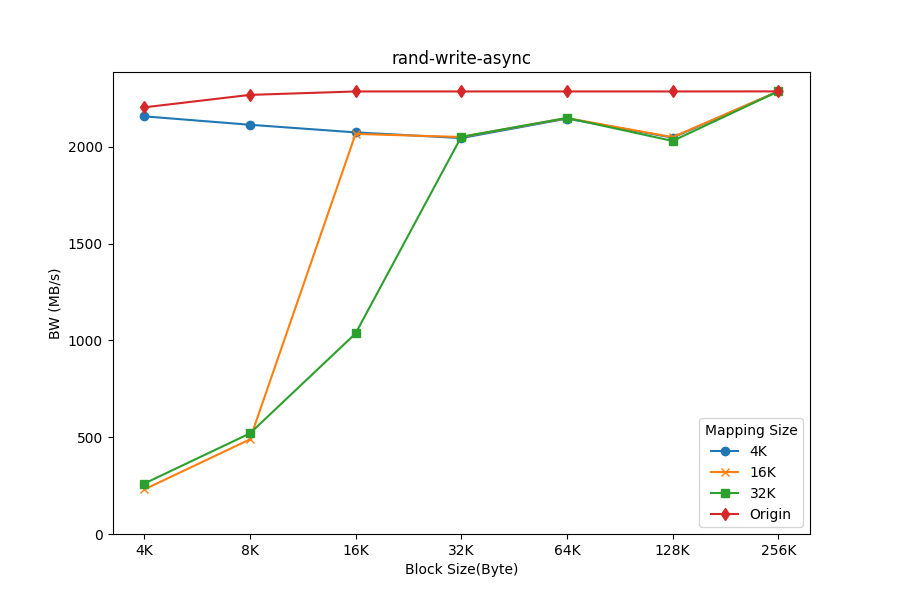 rand-write-async
BW (MB/s)
2000
1500
1000
500
0
4K 8K 16K 32K 64K 128K 256K
Block Size(Byte)
Mapping Size
4K
16K
32K
Origin